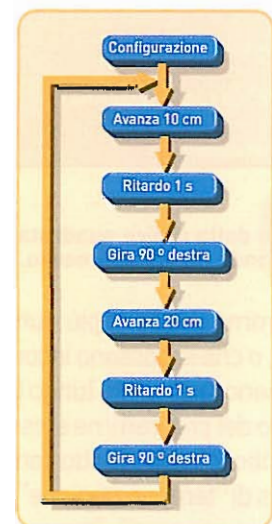 Configurazione
Avanza 10 cm
Ritardo 1 s
Gira 90 º destra
Avanza 20 cm
Ritardo 1 s
Gira 90 º destra